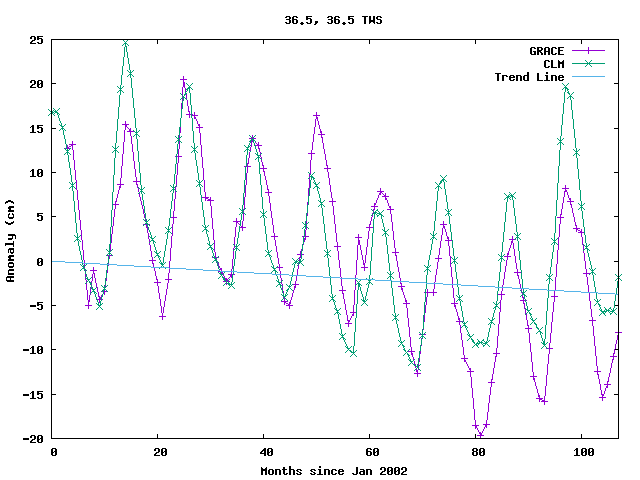 36.5, 36.5 TWS
GRACE
CLM
Trend Line
25
20
15
10
5
0
-5
-10
-15
-20
Anomaly (cm)
0 20 40 60 80 100
Months since Jan 2002